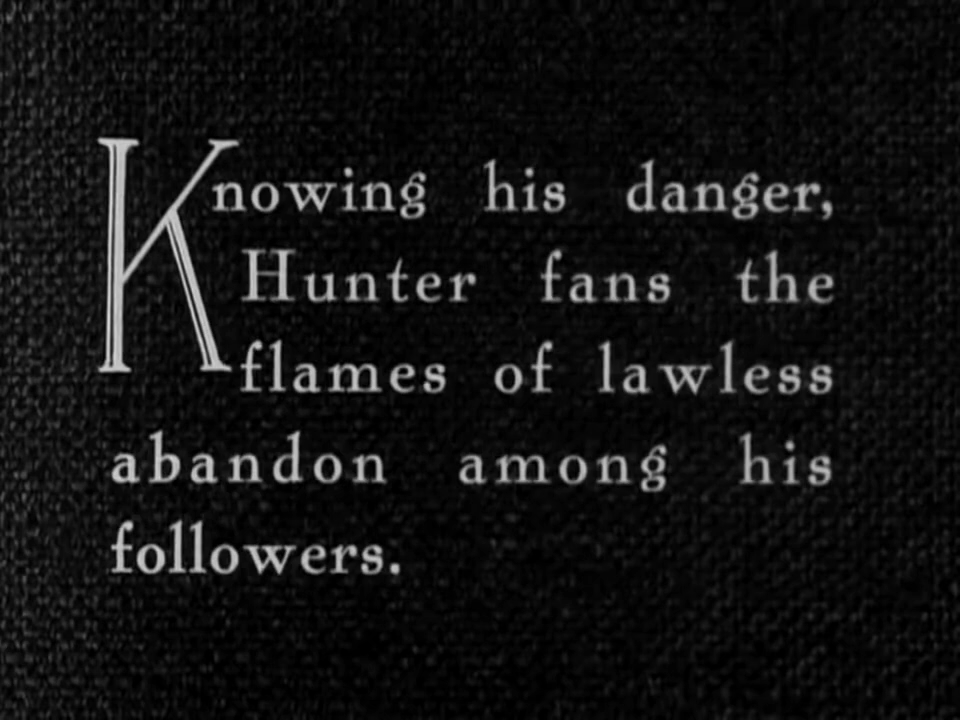 Knowing his danger,
Hunter fans the
flames of lawless
abandon among his
followers.